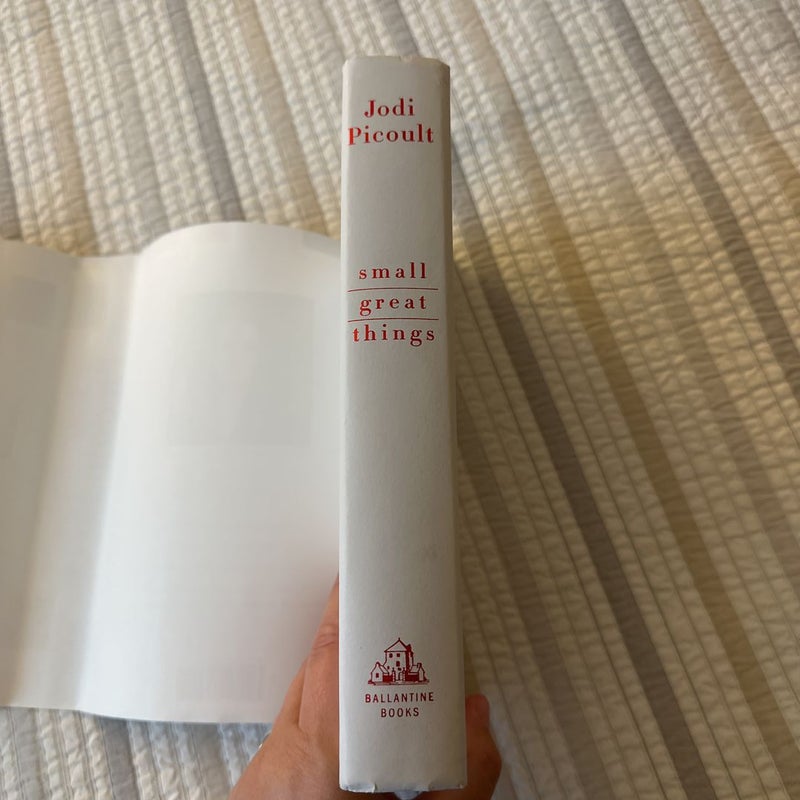 Jodi
Picoult
small
great
things
BALLANTINE
BOOKS